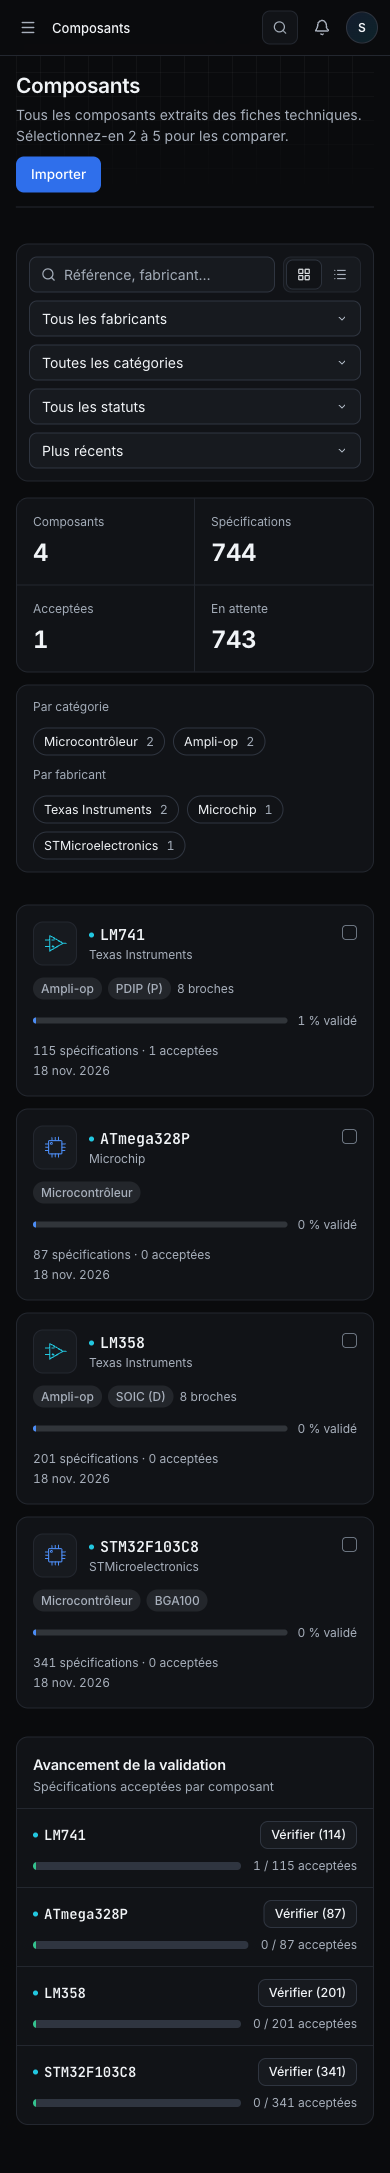 Composants
S
Composants
Tous les composants extraits des fiches techniques.
Sélectionnez-en 2 à 5 pour les comparer.
Importer
Référence, fabricant...
Tous les fabricants
Toutes les catégories
Tous les statuts
Plus récents
Composants
4
Spécifications
744
Acceptées
1
En attente
743
Par catégorie
Microcontrôleur 2
Ampli-op 2
Par fabricant
Texas Instruments 2
Microchip 1
STMicroelectronics 1
LM741
Texas Instruments
Ampli-op PDIP (P) 8 broches
1 % validé
115 spécifications · 1 acceptées
18 nov. 2026
ATmega328P
Microchip
Microcontrôleur
0 % validé
87 spécifications · 0 acceptées
18 nov. 2026
LM358
Texas Instruments
Ampli-op SOIC (D) 8 broches
0 % validé
201 spécifications · 0 acceptées
18 nov. 2026
STM32F103C8
STMicroelectronics
Microcontrôleur BGA100
0 % validé
341 spécifications · 0 acceptées
18 nov. 2026
Avancement de la validation
Spécifications acceptées par composant
LM741 Vérifier (114)
1 / 115 acceptées
ATmega328P Vérifier (87)
0 / 87 acceptées
LM358 Vérifier (201)
0 / 201 acceptées
STM32F103C8 Vérifier (341)
0 / 341 acceptées